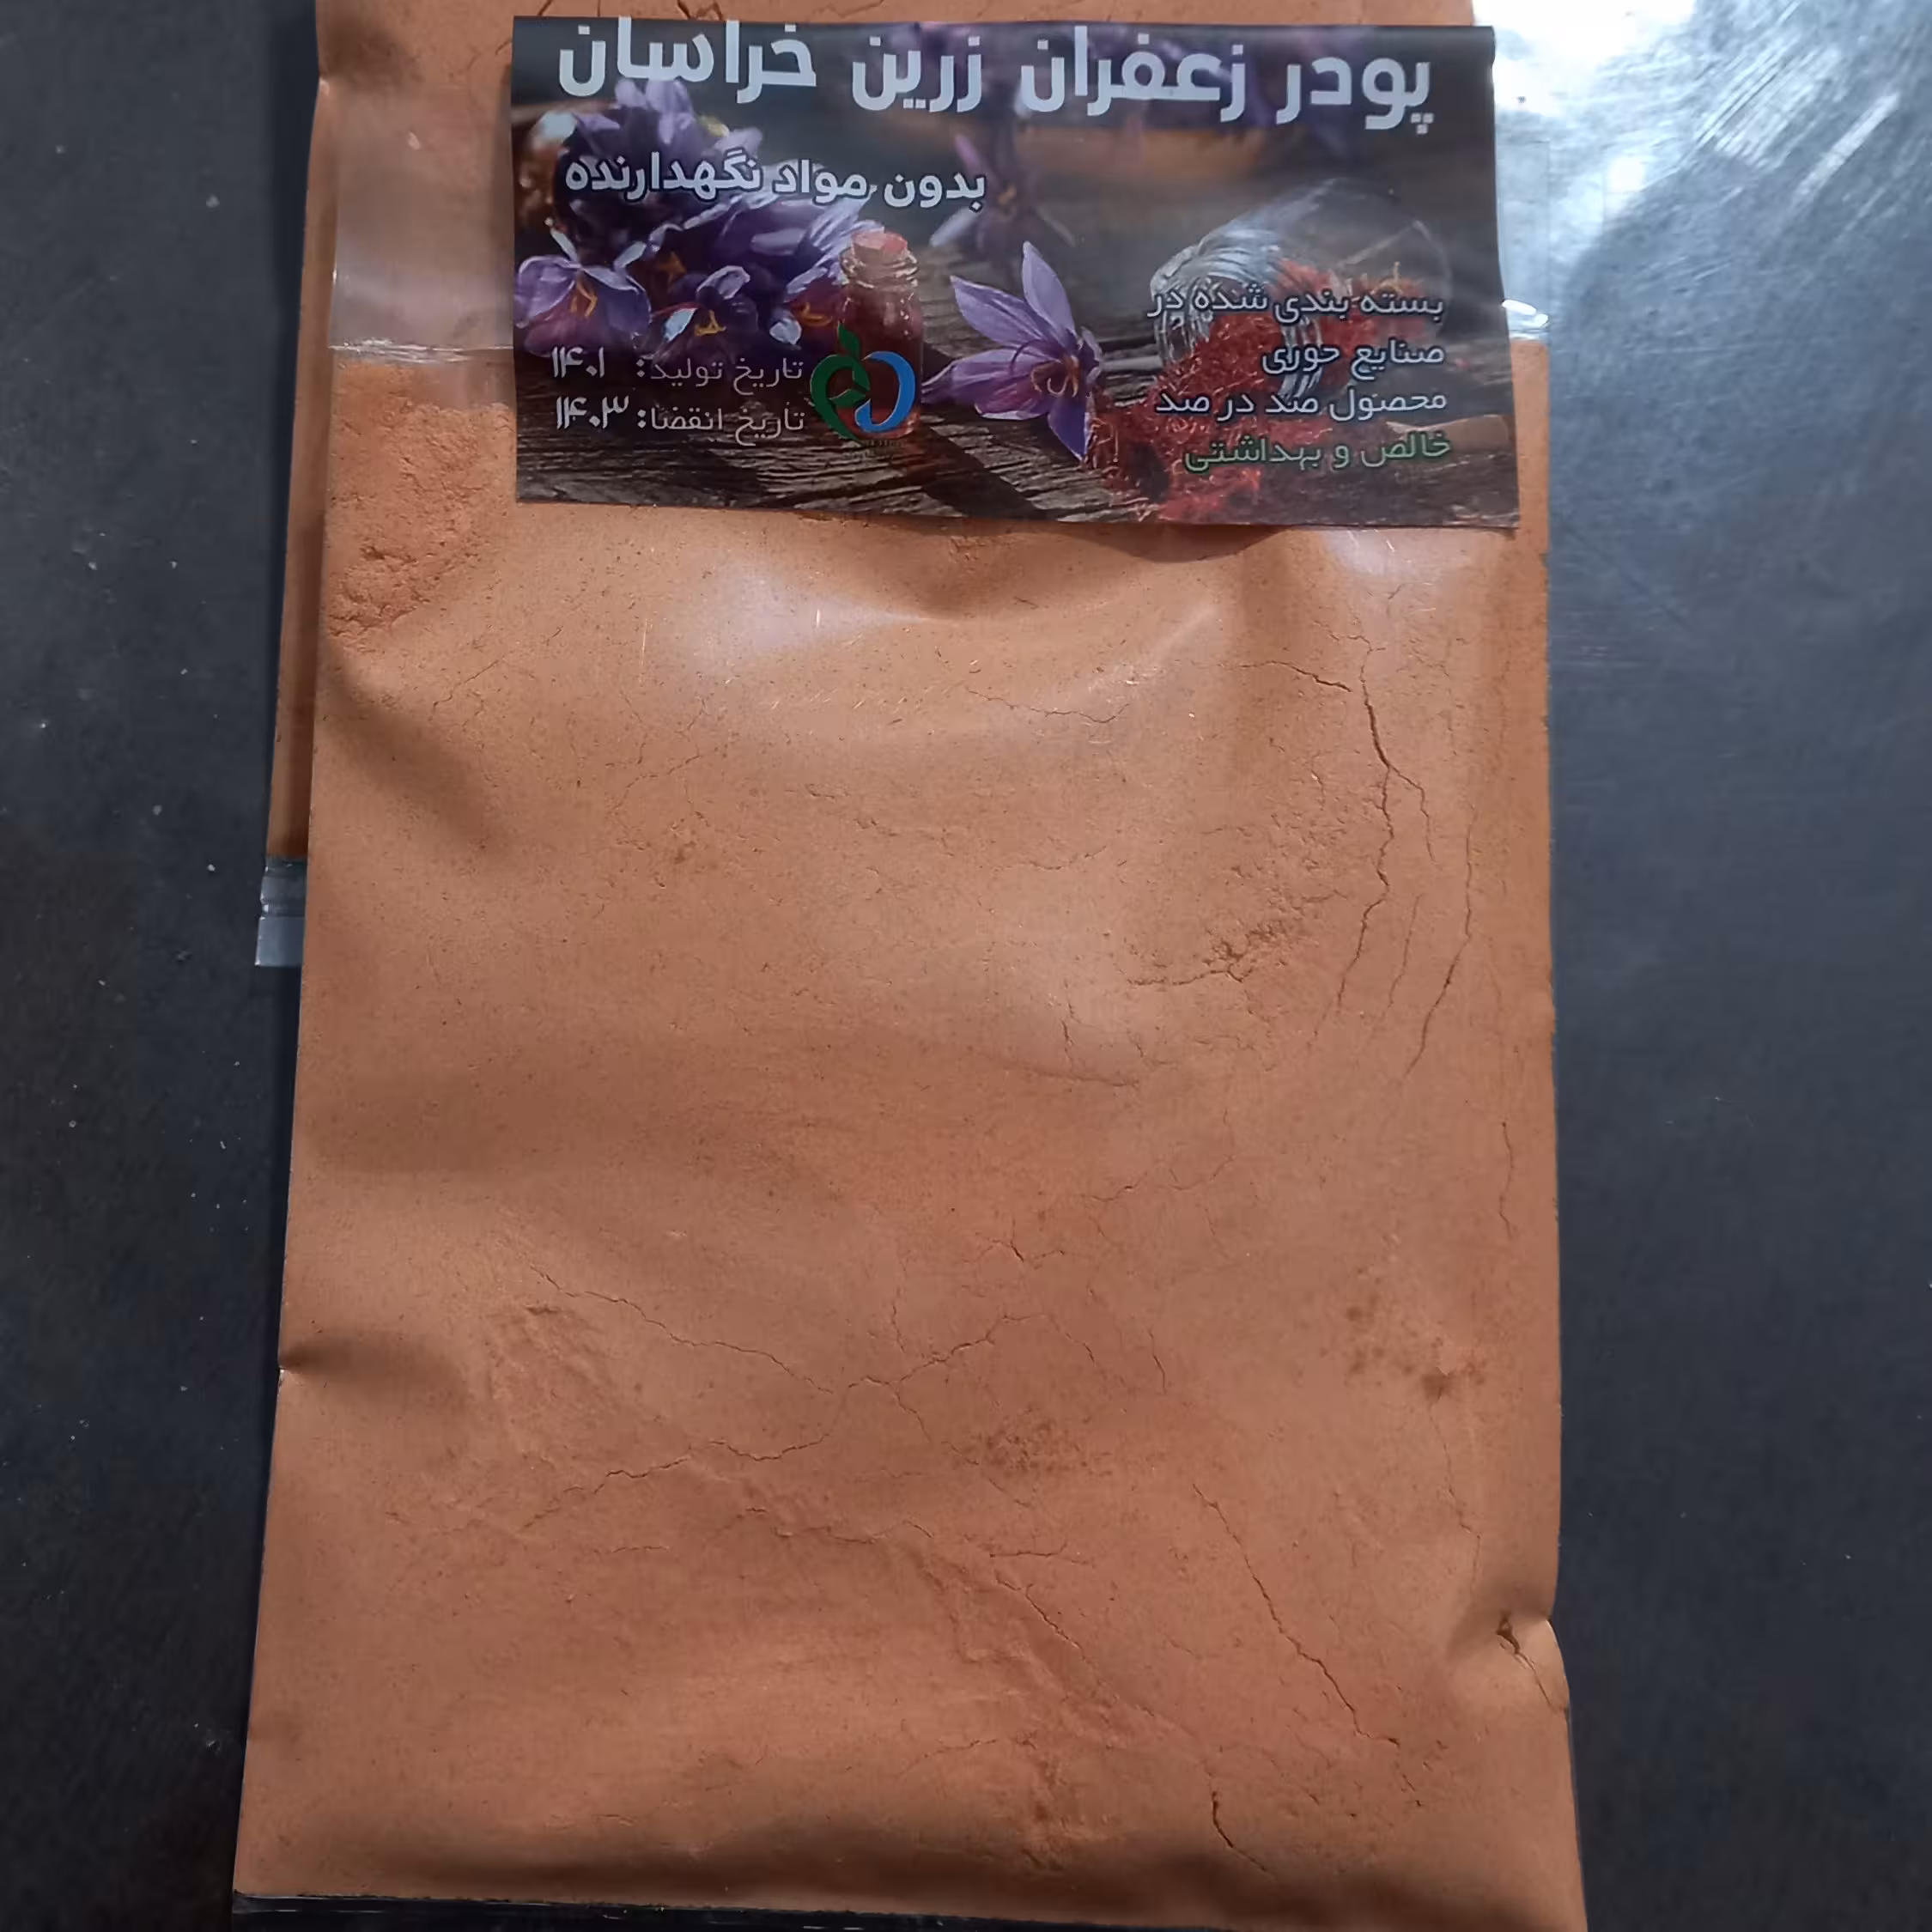 پودر زعفران زرین خراسان
بدون مواد نگهدارنده
بسته بندی شده در
صنایع حوری
محصول صد در صد
خالص و بهداشتی
تاریخ تولید: ۱۴۰۱
تاریخ انقضا: ۱۴۰۳